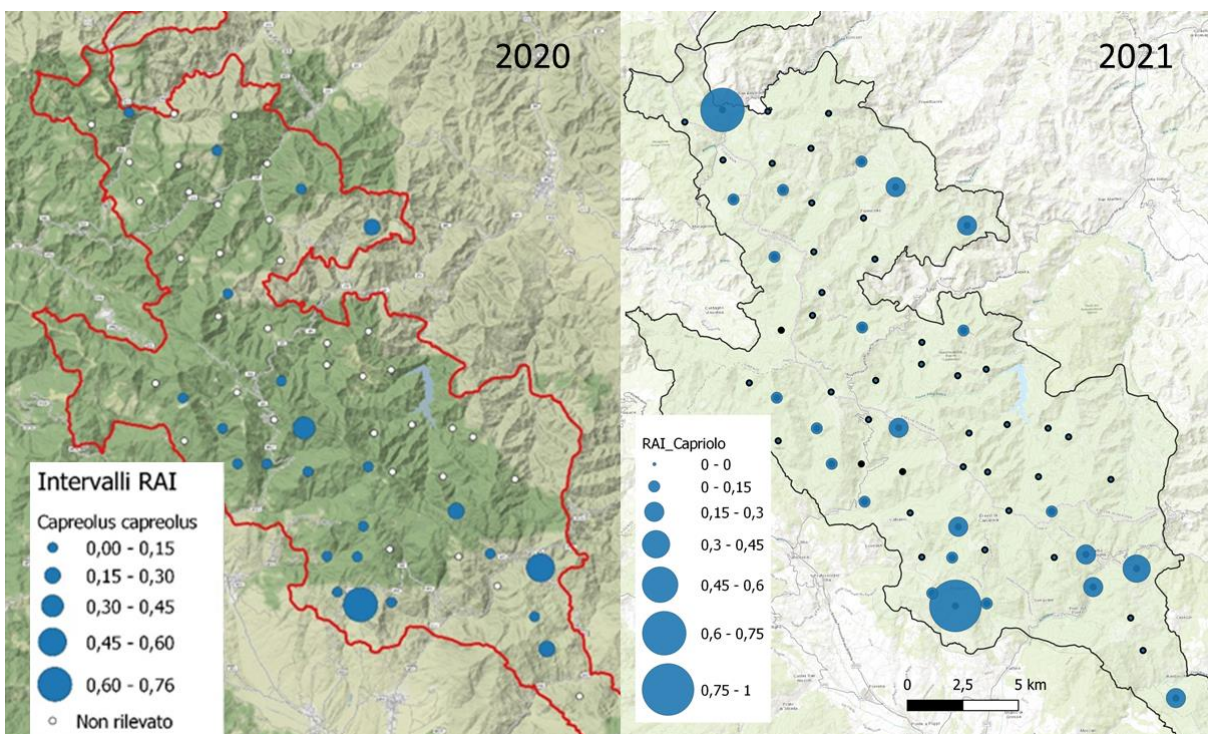 2020
Intervalli RAI
Capreolus capreolus
0,00 - 0,15
0,15 - 0,30
0,30 - 0,45
0,45 - 0,60
0,60 - 0,76
Non rilevato
2021
RAI_Capriolo
0 - 0
0 - 0,15
0,15 - 0,3
0,3 - 0,45
0,45 - 0,6
0,6 - 0,75
0,75 - 1
0 2,5 5 km